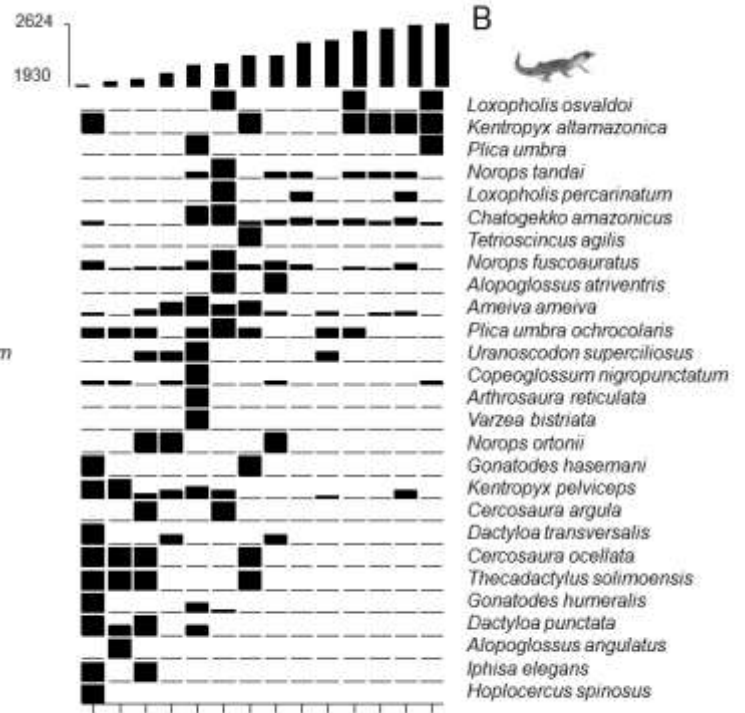 2624
B
1930
Loxopholis osvaldoi
Kentropyx altamazonica
Plica umbra
Norops tandai
Loxopholis percarinatum
Chatogekko amazonicus
Tetrioscincus agilis
Norops fuscoauratus
Alopoglossus atriventris
Ameiva ameiva
Plica umbra ochrocolaris
m
Uranoscodon superciliosus
Copeoglossum nigropunctatum
Arthrosaura reticulata
Varzea bistriata
Norops ortonii
Gonatodes hasemani
Kentropyx pelviceps
Cercosaura argula
Dactyloa transversalis
Cercosaura ocellata
Thecadactylus solimoensis
Gonatodes humeralis
Dactyloa punctata
Alopoglossus angulatus
Iphisa elegans
Hoplocercus spinosus